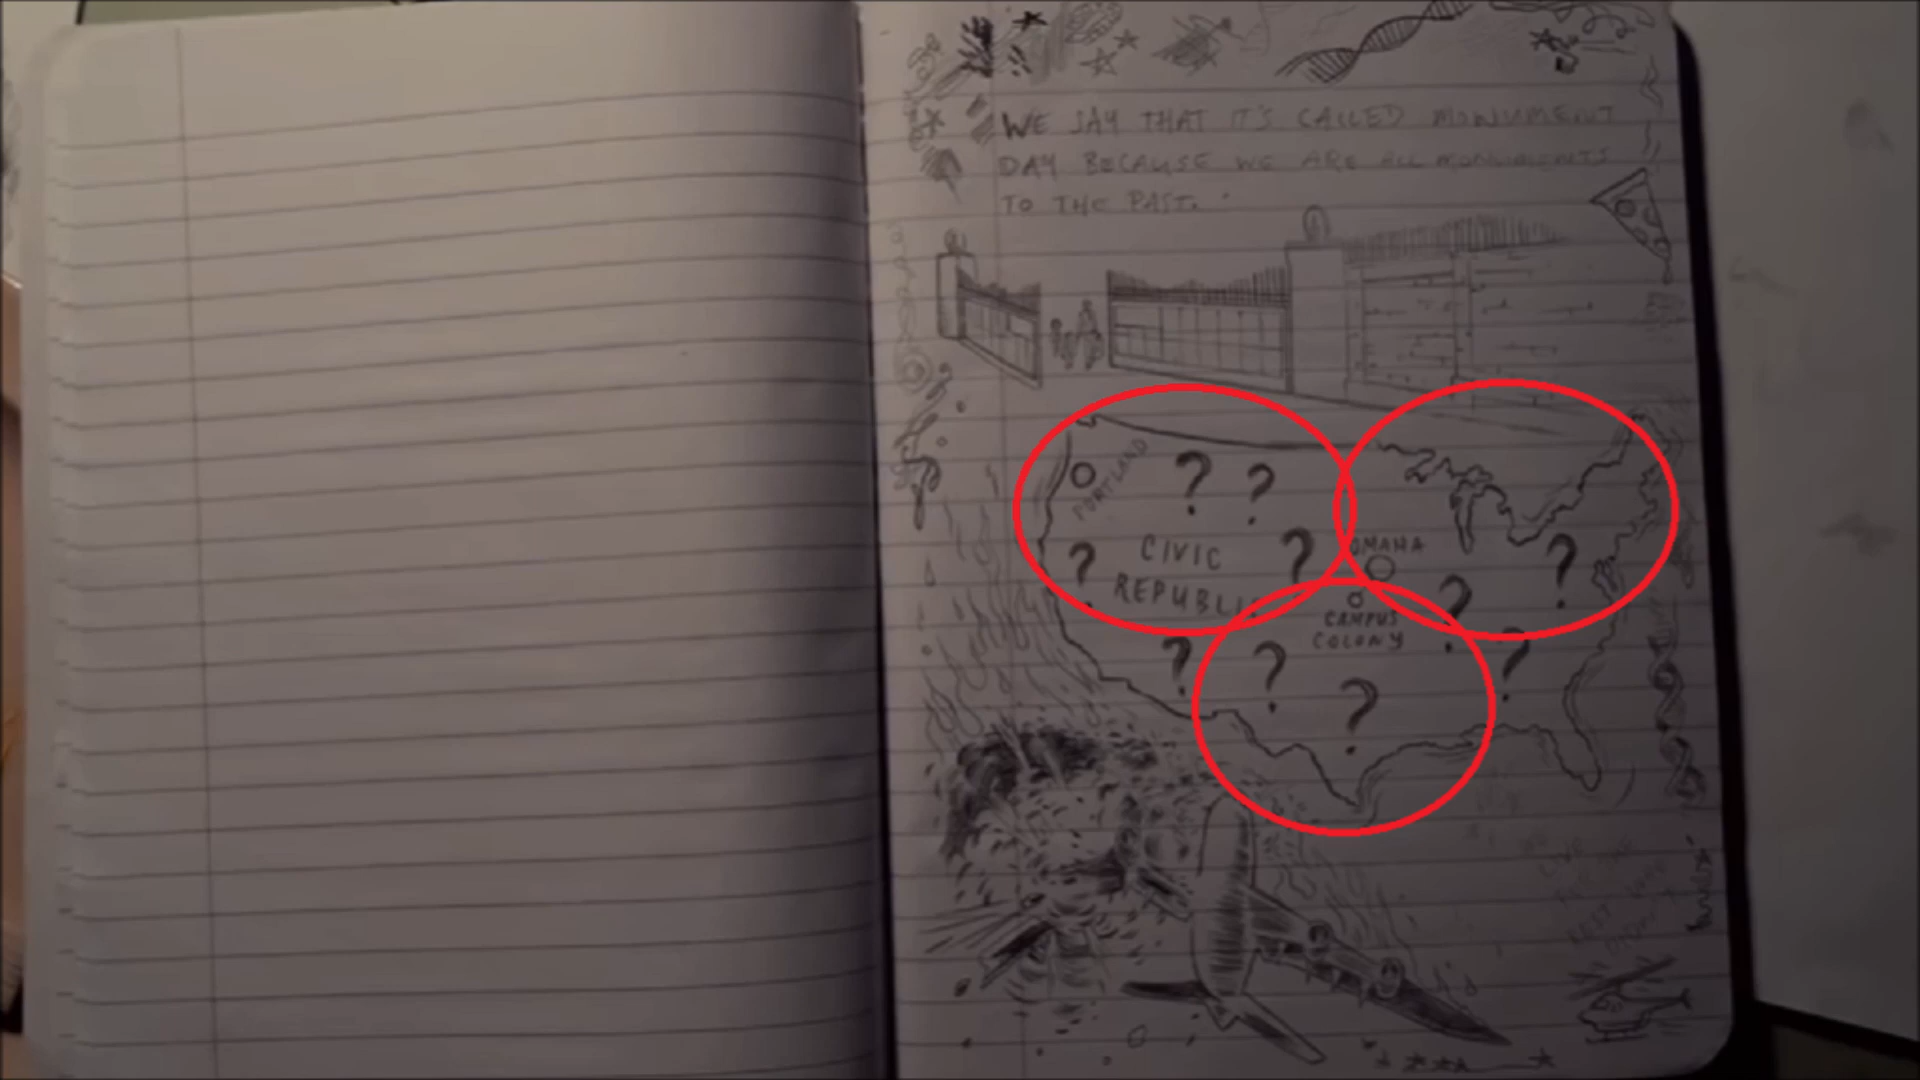 WE SAY THAT IT'S CALLED MONUMENT
DAY BECAUSE WE ARE ALL MONUMENTS
TO THE PAST.
PORTLAND
? ?
OMAHA
? CIVIC ? ?
REPUBLI ?
CAMPUS
COLONY
? ? ?
?